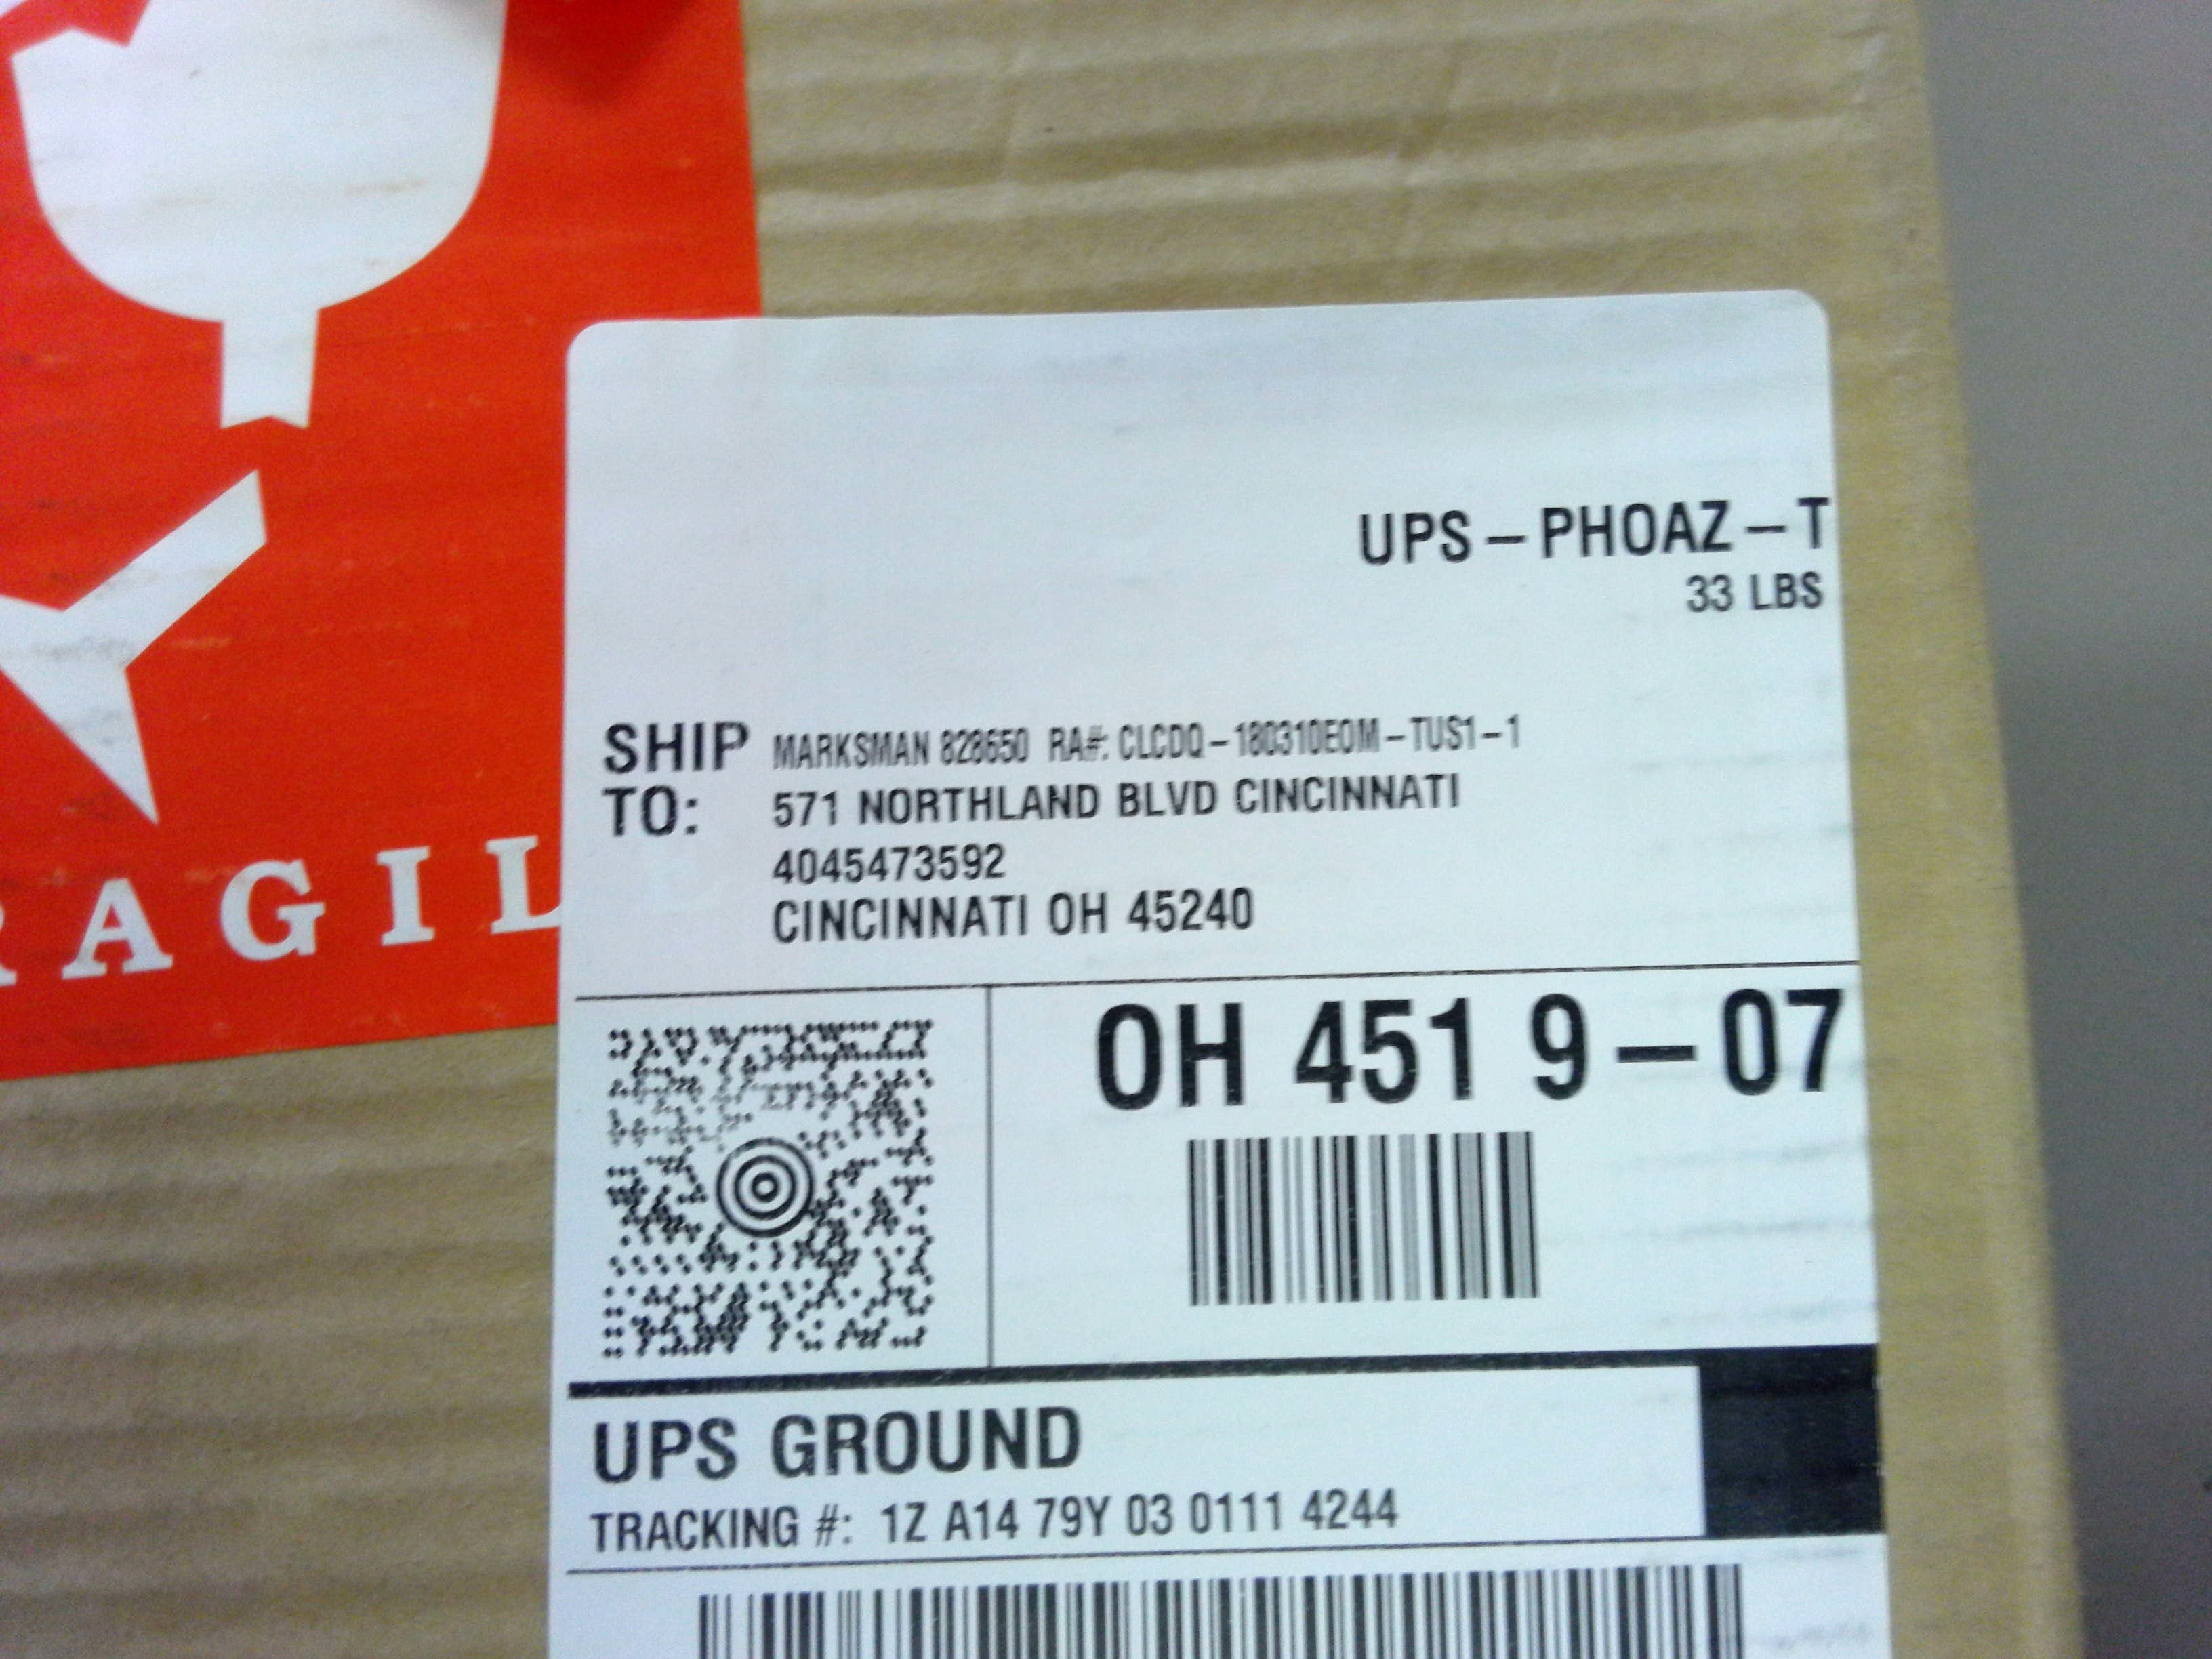 UPS – PHOAZ – T
33 LBS
SHIP TO:
MARKSMAN 828650 RA#: CLCDQ – 180310EOM – TUS1 – 1
571 NORTHLAND BLVD CINCINNATI
4045473592
CINCINNATI OH 45240
RAGIL
OH 451 9 – 07
UPS GROUND
TRACKING #: 1Z A14 79Y 03 0111 4244